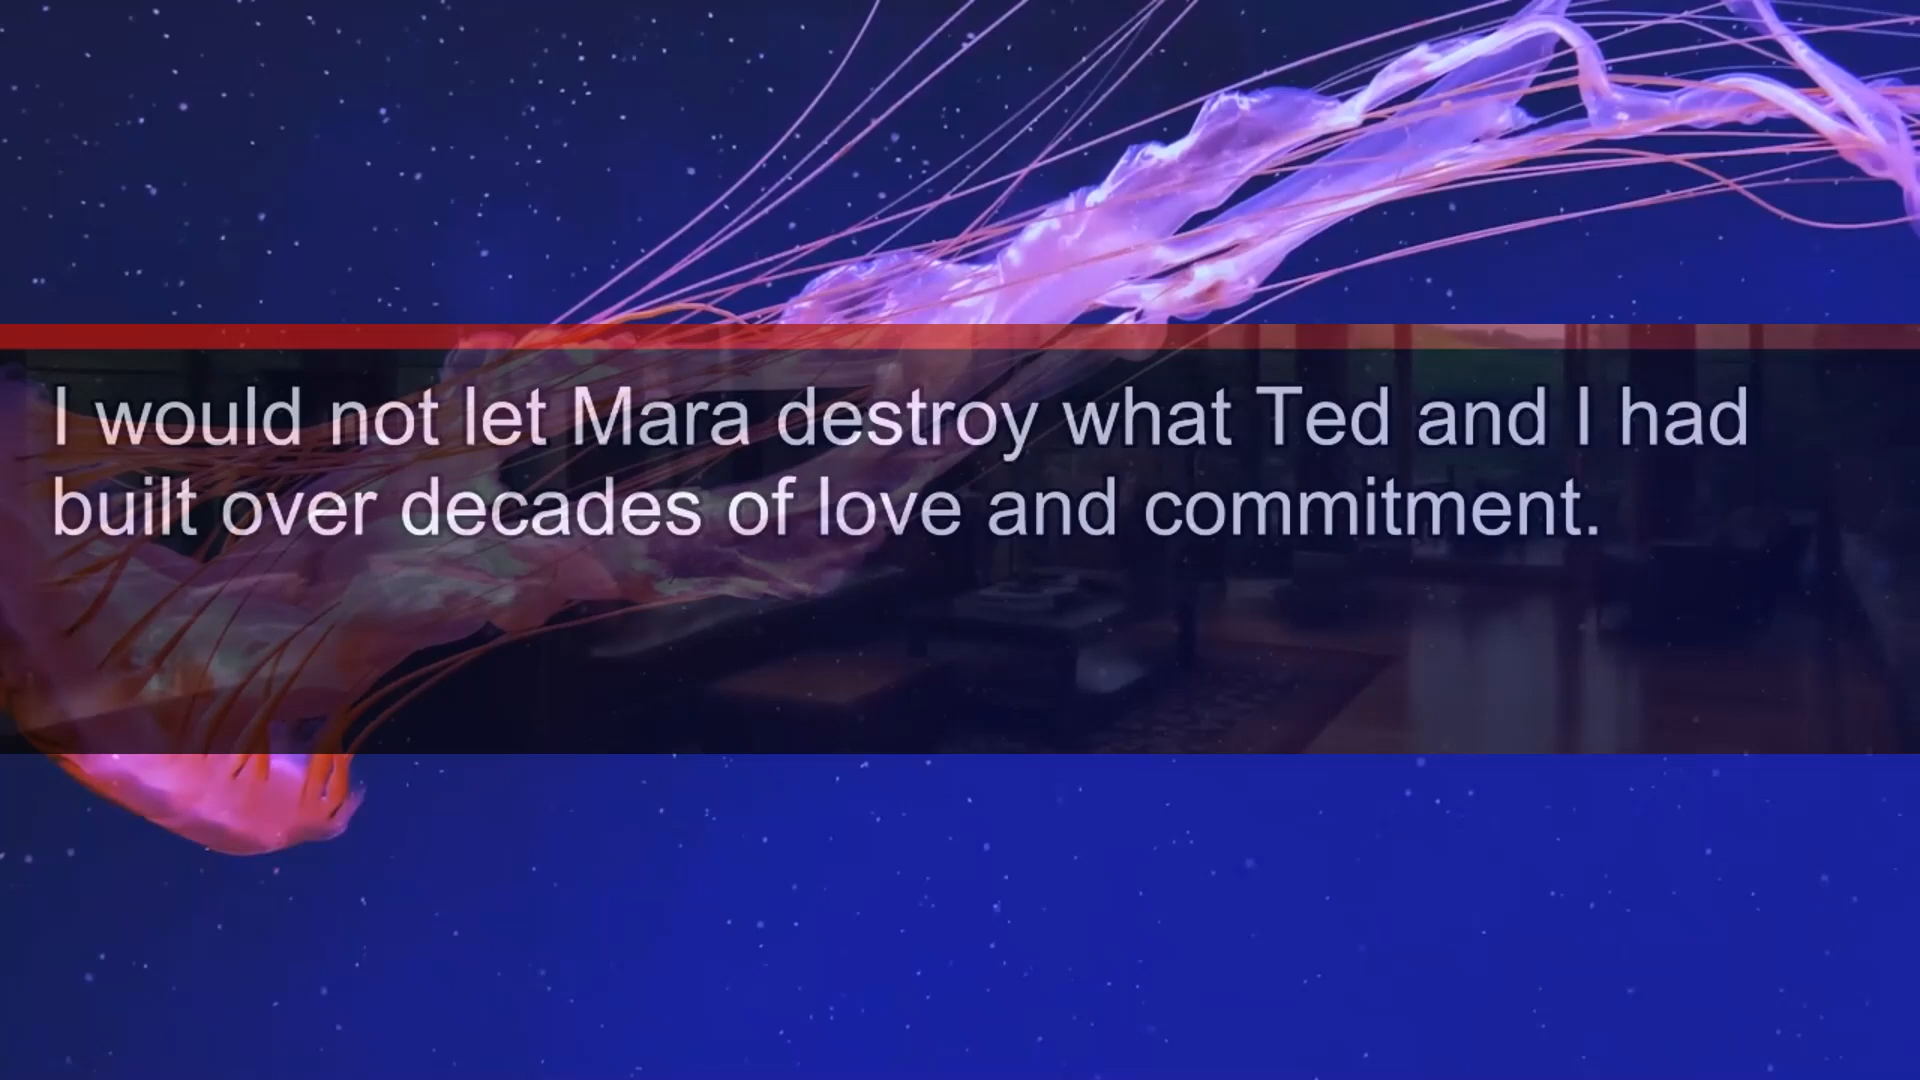 I would not let Mara destroy what Ted and I had
built over decades of love and commitment.